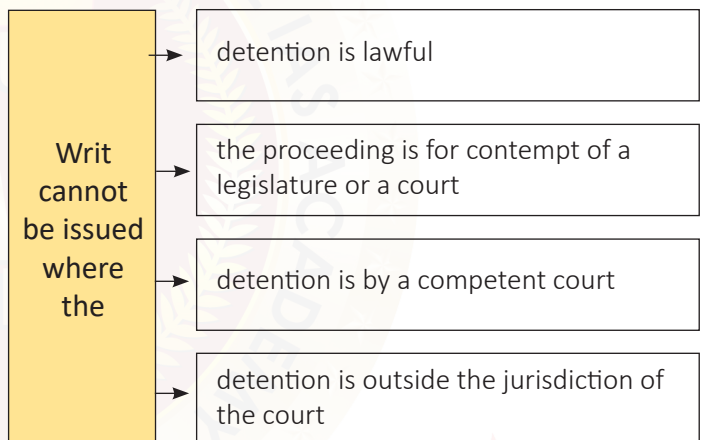 Writ
cannot
be issued
where
the
detention is lawful
the proceeding is for contempt of a
legislature or a court
detention is by a competent court
detention is outside the jurisdiction of
the court